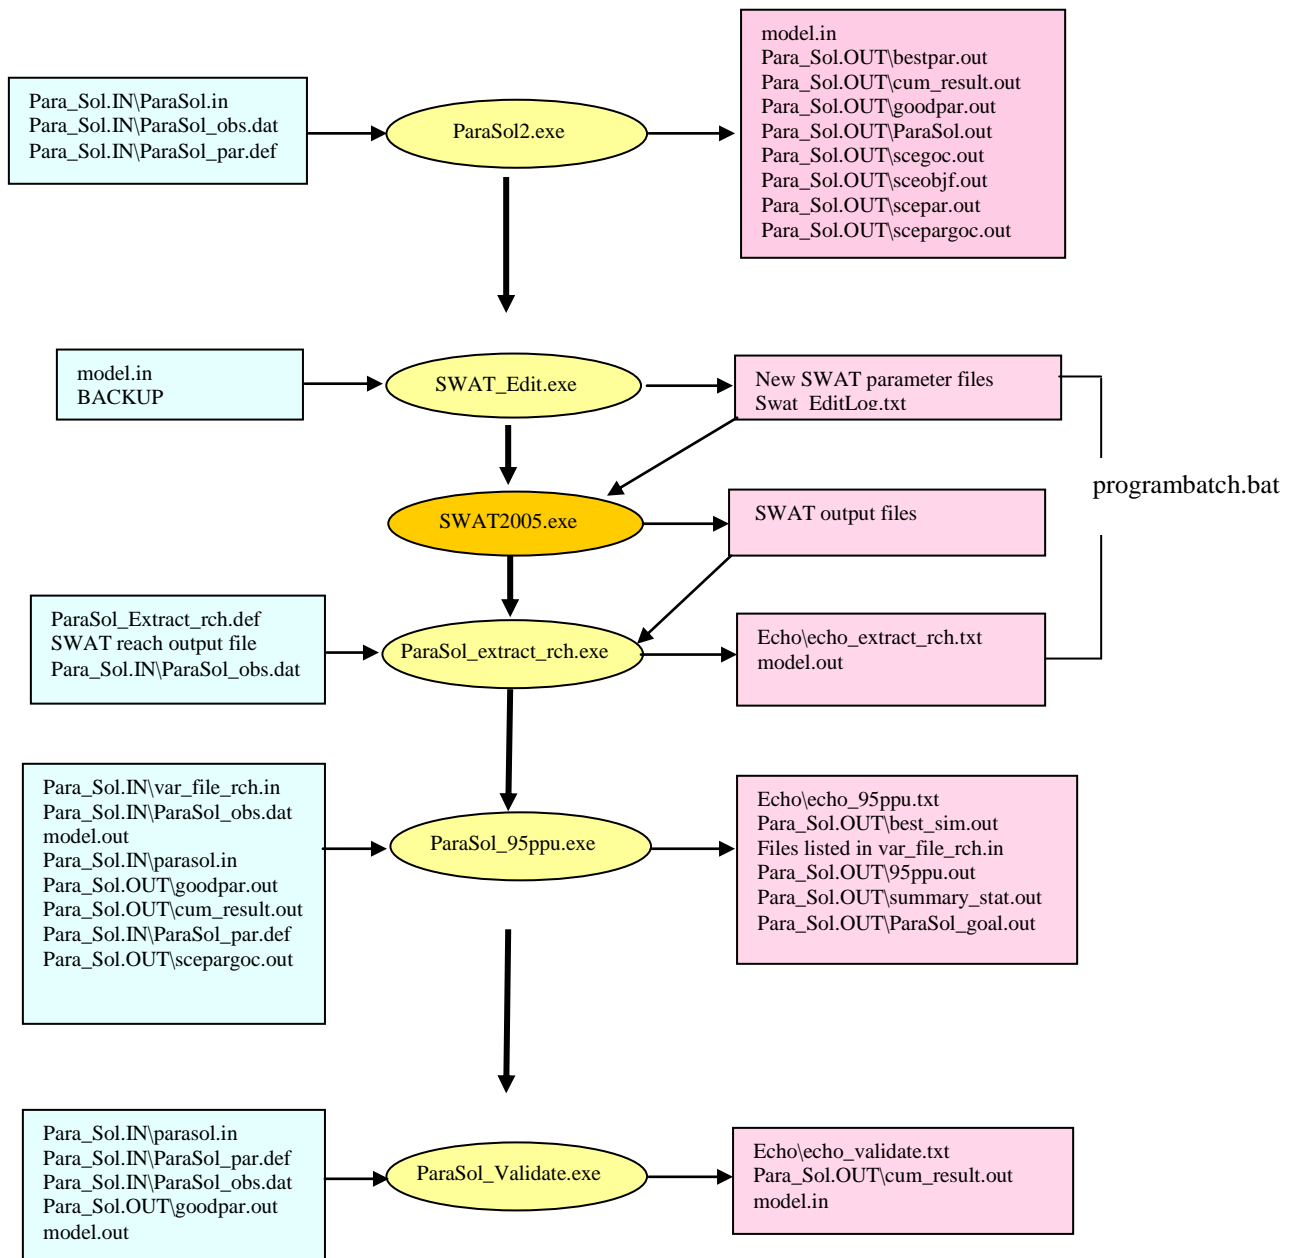 Para_Sol.IN\ParaSol.in
Para_Sol.IN\ParaSol_obs.dat
Para_Sol.IN\ParaSol_par.def
ParaSol2.exe
model.in
Para_Sol.OUT\bestpar.out
Para_Sol.OUT\cum_result.out
Para_Sol.OUT\goodpar.out
Para_Sol.OUT\ParaSol.out
Para_Sol.OUT\scegoc.out
Para_Sol.OUT\sceobjf.out
Para_Sol.OUT\scepar.out
Para_Sol.OUT\scepargoc.out
model.in
BACKUP
SWAT_Edit.exe
New SWAT parameter files
Swat_EditLog.txt
programbatch.bat
SWAT2005.exe
SWAT output files
ParaSol_Extract_rch.def
SWAT reach output file
Para_Sol.IN\ParaSol_obs.dat
ParaSol_extract_rch.exe
Echo\echo_extract_rch.txt
model.out
Para_Sol.IN\var_file_rch.in
Para_Sol.IN\ParaSol_obs.dat
model.out
Para_Sol.IN\parasol.in
Para_Sol.OUT\goodpar.out
Para_Sol.OUT\cum_result.out
Para_Sol.IN\ParaSol_par.def
Para_Sol.OUT\scepargoc.out
ParaSol_95ppu.exe
Echo\echo_95ppu.txt
Para_Sol.OUT\best_sim.out
Files listed in var_file_rch.in
Para_Sol.OUT\95ppu.out
Para_Sol.OUT\summary_stat.out
Para_Sol.OUT\ParaSol_goal.out
Para_Sol.IN\parasol.in
Para_Sol.IN\ParaSol_par.def
Para_Sol.IN\ParaSol_obs.dat
Para_Sol.OUT\goodpar.out
model.out
ParaSol_Validate.exe
Echo\echo_validate.txt
Para_Sol.OUT\cum_result.out
model.in